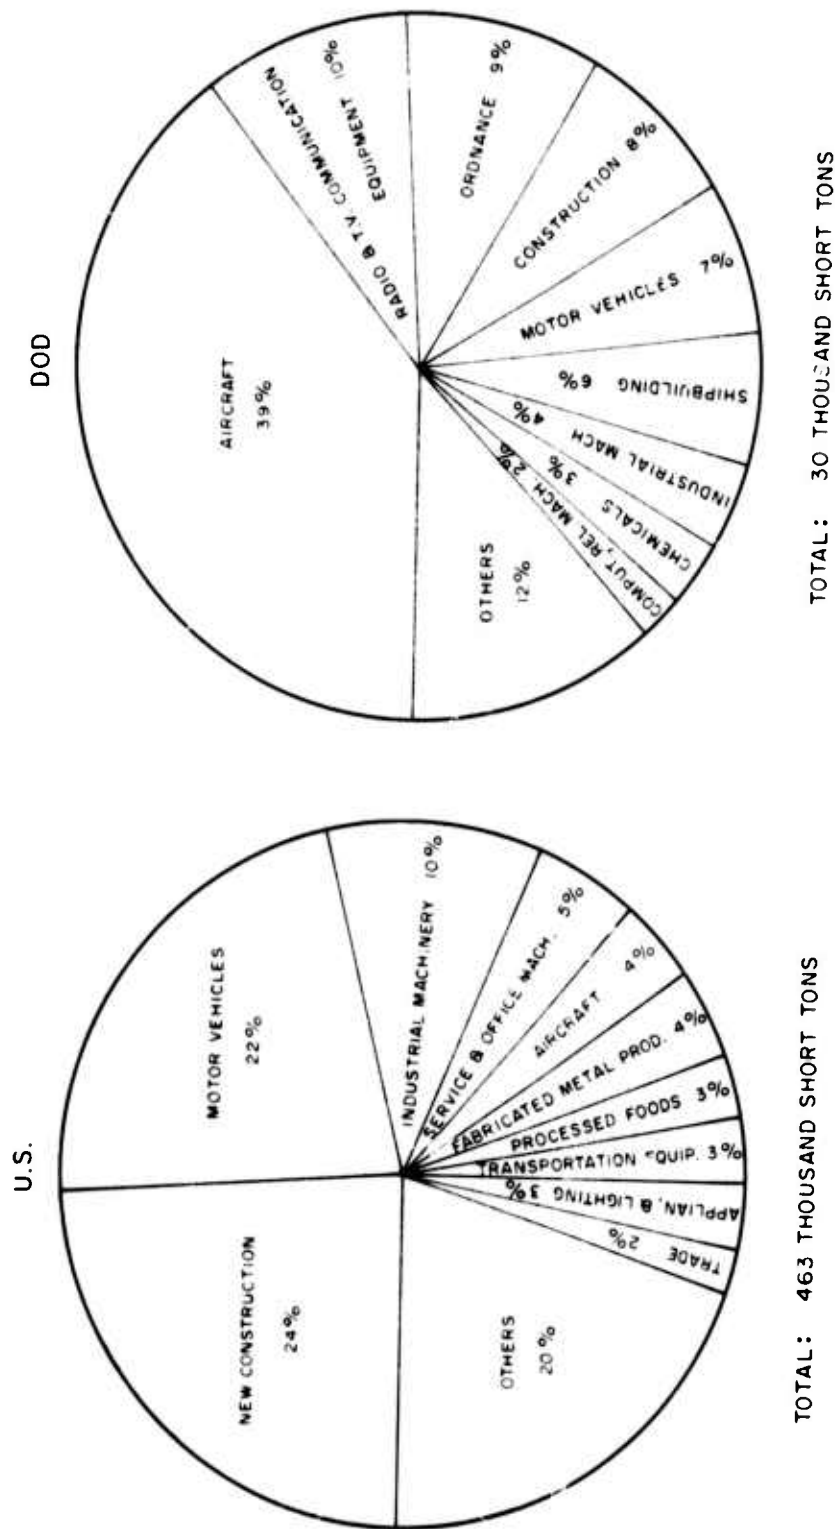 U.S.
NEW CONSTRUCTION
24%
MOTOR VEHICLES
22%
INDUSTRIAL MACHINERY 10%
SERVICE & OFFICE MACH. 5%
AIRCRAFT 4%
FABRICATED METAL PROD. 4%
PROCESSED FOODS 3%
TRANSPORTATION EQUIP. 3%
APPLIAN, & LIGHTING 3%
TRADE 2%
OTHERS
20%
TOTAL: 463 THOUSAND SHORT TONS
DOD
AIRCRAFT
39%
RADIO & T.V. COMMUNICATION
EQUIPMENT 10%
ORDNANCE 9%
CONSTRUCTION 8%
MOTOR VEHICLES 7%
SHIPBUILDING 6%
INDUSTRIAL MACH 4%
CHEMICALS 3%
COMPUT, REL MACH. 2%
OTHERS
12%
TOTAL: 30 THOUSAND SHORT TONS